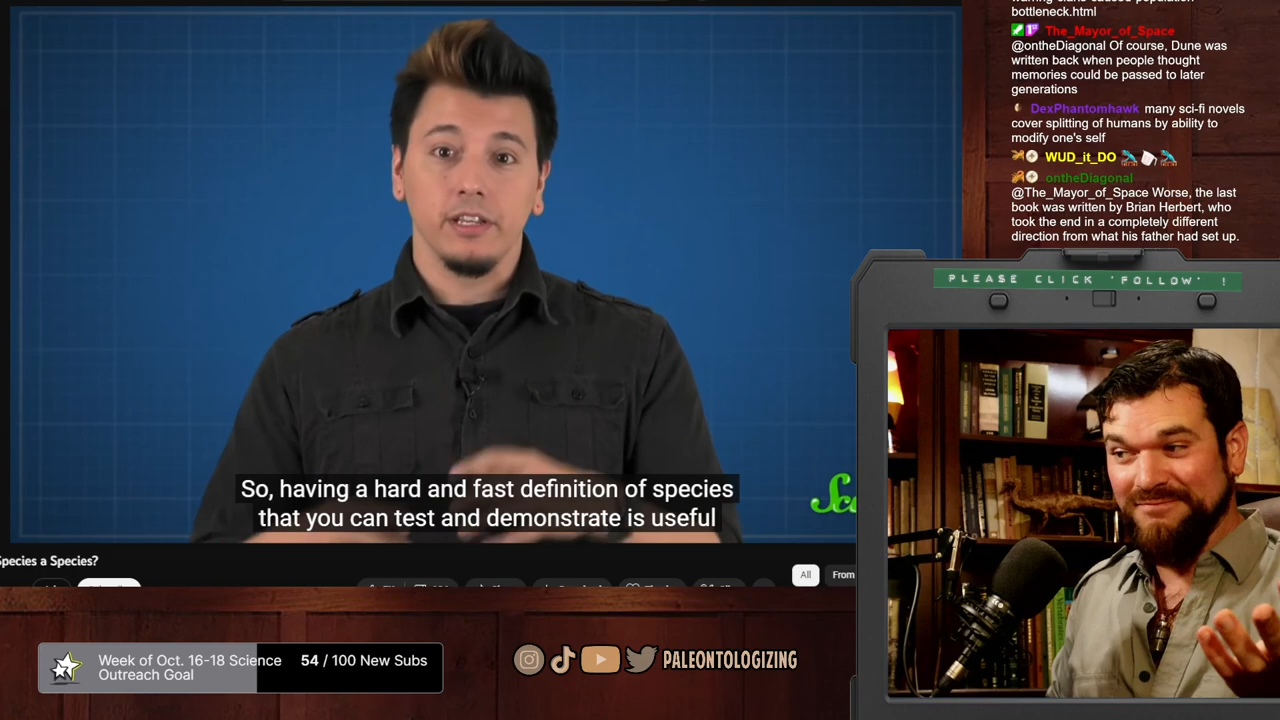 bottleneck.html
The_Mayor_of_Space
@ontheDiagonal Of course, Dune was
written back when people thought
memories could be passed to later
generations
DexPhantomhawk many sci-fi novels
cover splitting of humans by ability to
modify one's self
WUD_it_DO
ontheDiagonal
@The_Mayor_of_Space Worse, the last
book was written by Brian Herbert, who
took the end in a completely different
direction from what his father had set up.
PLEASE CLICK 'FOLLOW' !
So, having a hard and fast definition of species
that you can test and demonstrate is useful
Species a Species?
All
From
Week of Oct. 16-18 Science
Outreach Goal
54 / 100 New Subs
PALEONTOLOGIZING